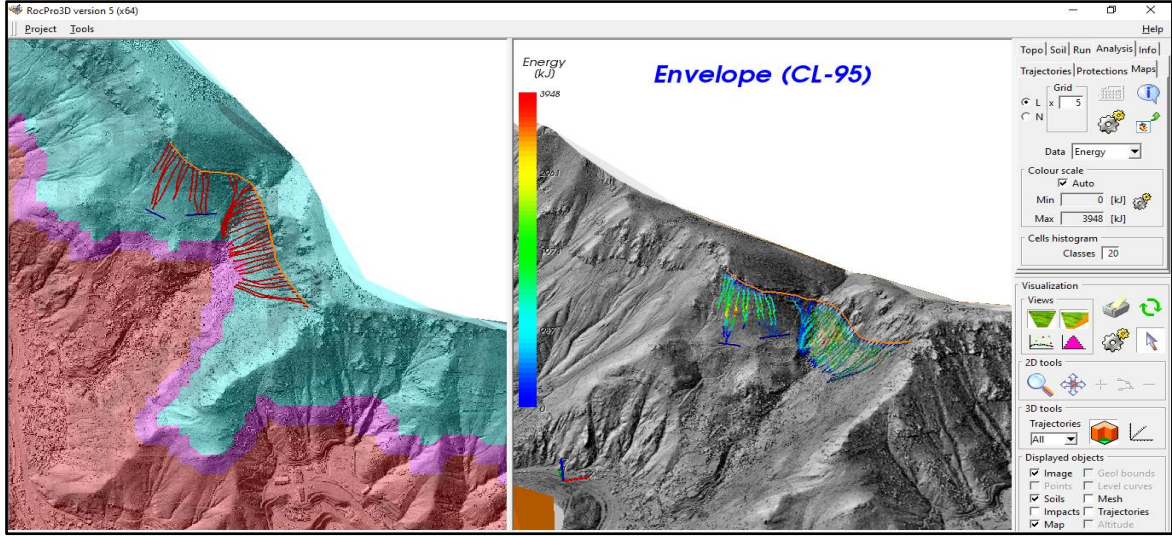 RocPro3D version 5 (x64)
Project Tools
Help
Energy
(kJ)
3948
2961
0
Envelope (CL-95)
Topo Soil Run Analysis Info
Trajectories Protections Maps
Grid
L x 5
N
Data Energy
Colour scale
Auto
Min 0 [kJ]
Max 3948 [kJ]
Cells histogram
Classes 20
Visualization
Views
2D tools
3D tools
Trajectories
All
Displayed objects
Image Geol bounds
Points Level curves
Soils Mesh
Impacts Trajectories
Map Altitude